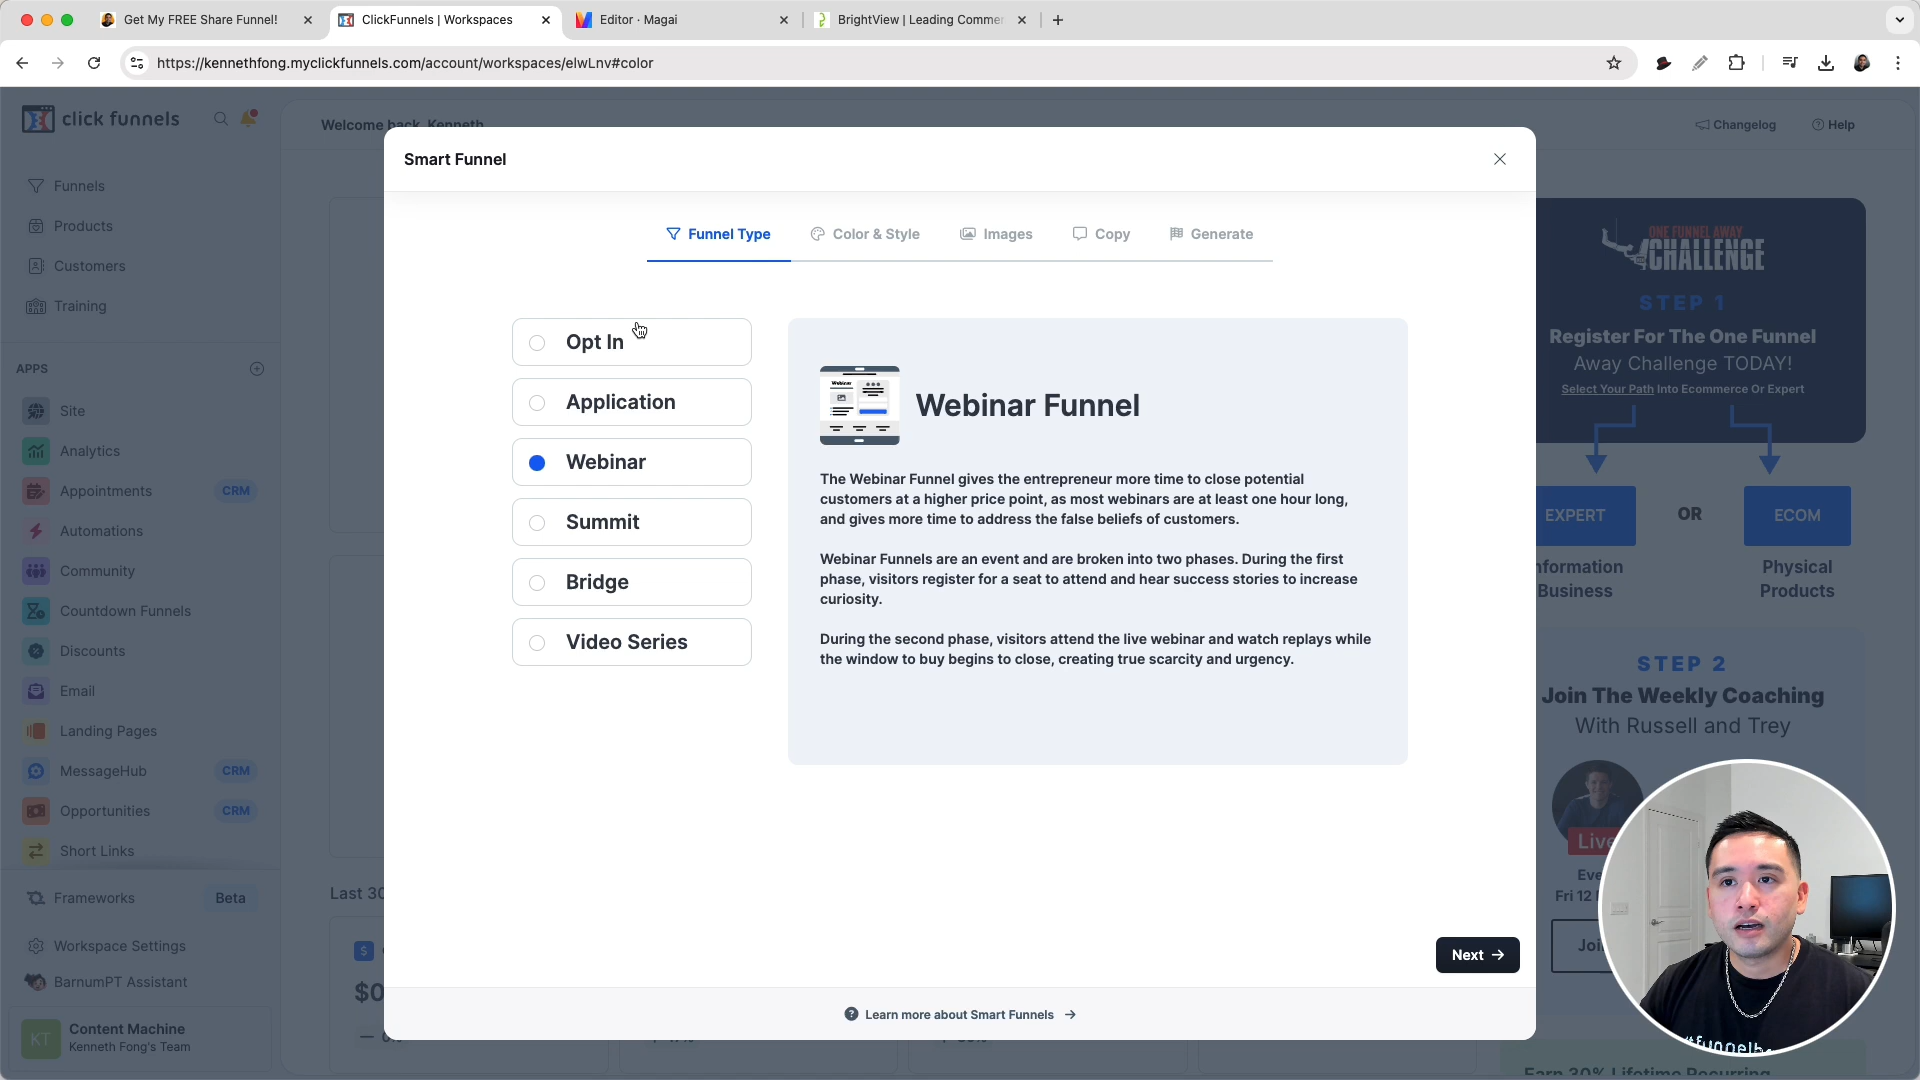 Get My FREE Share Funnel!
ClickFunnels | Workspaces
Editor · Magai
BrightView | Leading Commer
https://kennethfong.myclickfunnels.com/account/workspaces/elwLnv#color
click funnels
Welcome back, Kenneth
Changelog
Help
Funnels
Products
Customers
Training
APPS
Site
Analytics
Appointments CRM
Automations
Community
Countdown Funnels
Discounts
Email
Landing Pages
MessageHub CRM
Opportunities CRM
Short Links
Frameworks Beta
Workspace Settings
BarnumPT Assistant
KT
Content Machine
Kenneth Fong's Team
Smart Funnel
Funnel Type
Color & Style
Images
Copy
Generate
Opt In
Application
Webinar
Summit
Bridge
Video Series
Webinar
Webinar Funnel
The Webinar Funnel gives the entrepreneur more time to close potential
customers at a higher price point, as most webinars are at least one hour long,
and gives more time to address the false beliefs of customers.
Webinar Funnels are an event and are broken into two phases. During the first
phase, visitors register for a seat to attend and hear success stories to increase
curiosity.
During the second phase, visitors attend the live webinar and watch replays while
the window to buy begins to close, creating true scarcity and urgency.
Next
Learn more about Smart Funnels
Last 30
$0
ONE FUNNEL AWAY
CHALLENGE
STEP 1
Register For The One Funnel
Away Challenge TODAY!
Select Your Path Into Ecommerce Or Expert
EXPERT
OR
ECOM
nformation
Business
Physical
Products
STEP 2
Join The Weekly Coaching
With Russell and Trey
Live
Eve
Fri 12
Joi
#funnelh
Earn 30% Lifetime Recurring